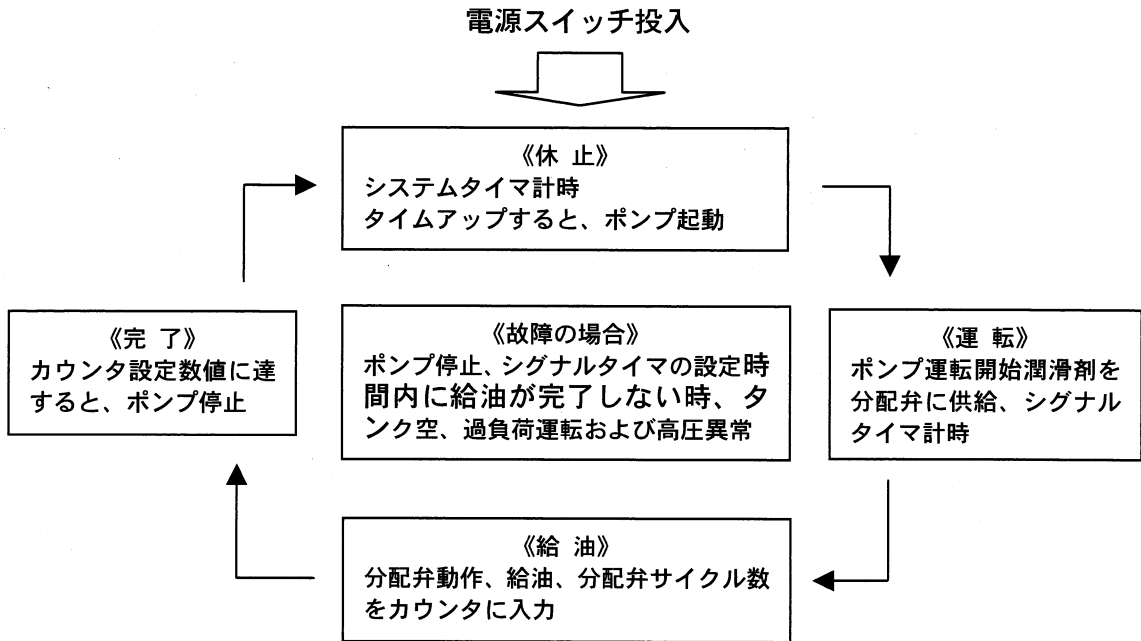 電源スイッチ投入
《休 止》
システムタイマ計時
タイムアップすると、ポンプ起動
《完 了》
カウンタ設定数値に達
すると、ポンプ停止
《故障の場合》
ポンプ停止、シグナルタイマの設定時
間内に給油が完了しない時、タ
ンク空、過負荷運転および高圧異常
《運 転》
ポンプ運転開始潤滑剤を
分配弁に供給、シグナル
タイマ計時
《給 油》
分配弁動作、給油、分配弁サイクル数
をカウンタに入力